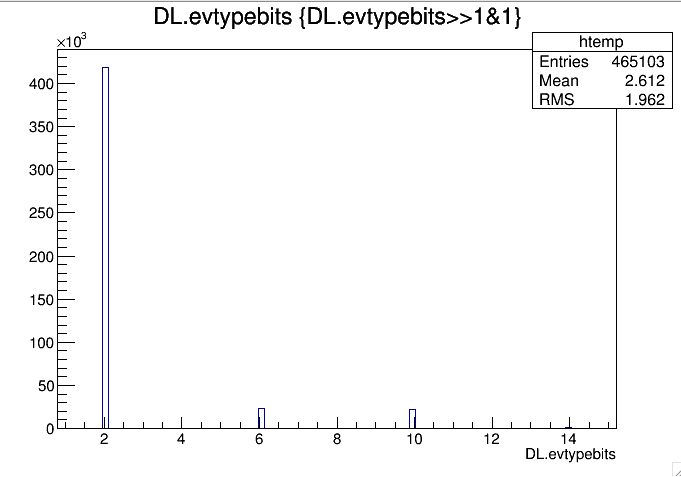 DL.evtypebits {DL.evtypebits>>1&1}
×10³
htemp
Entries 465103
Mean 2.612
RMS 1.962
400
350
300
250
200
150
100
50
0
2 4 6 8 10 12 14
DL.evtypebits